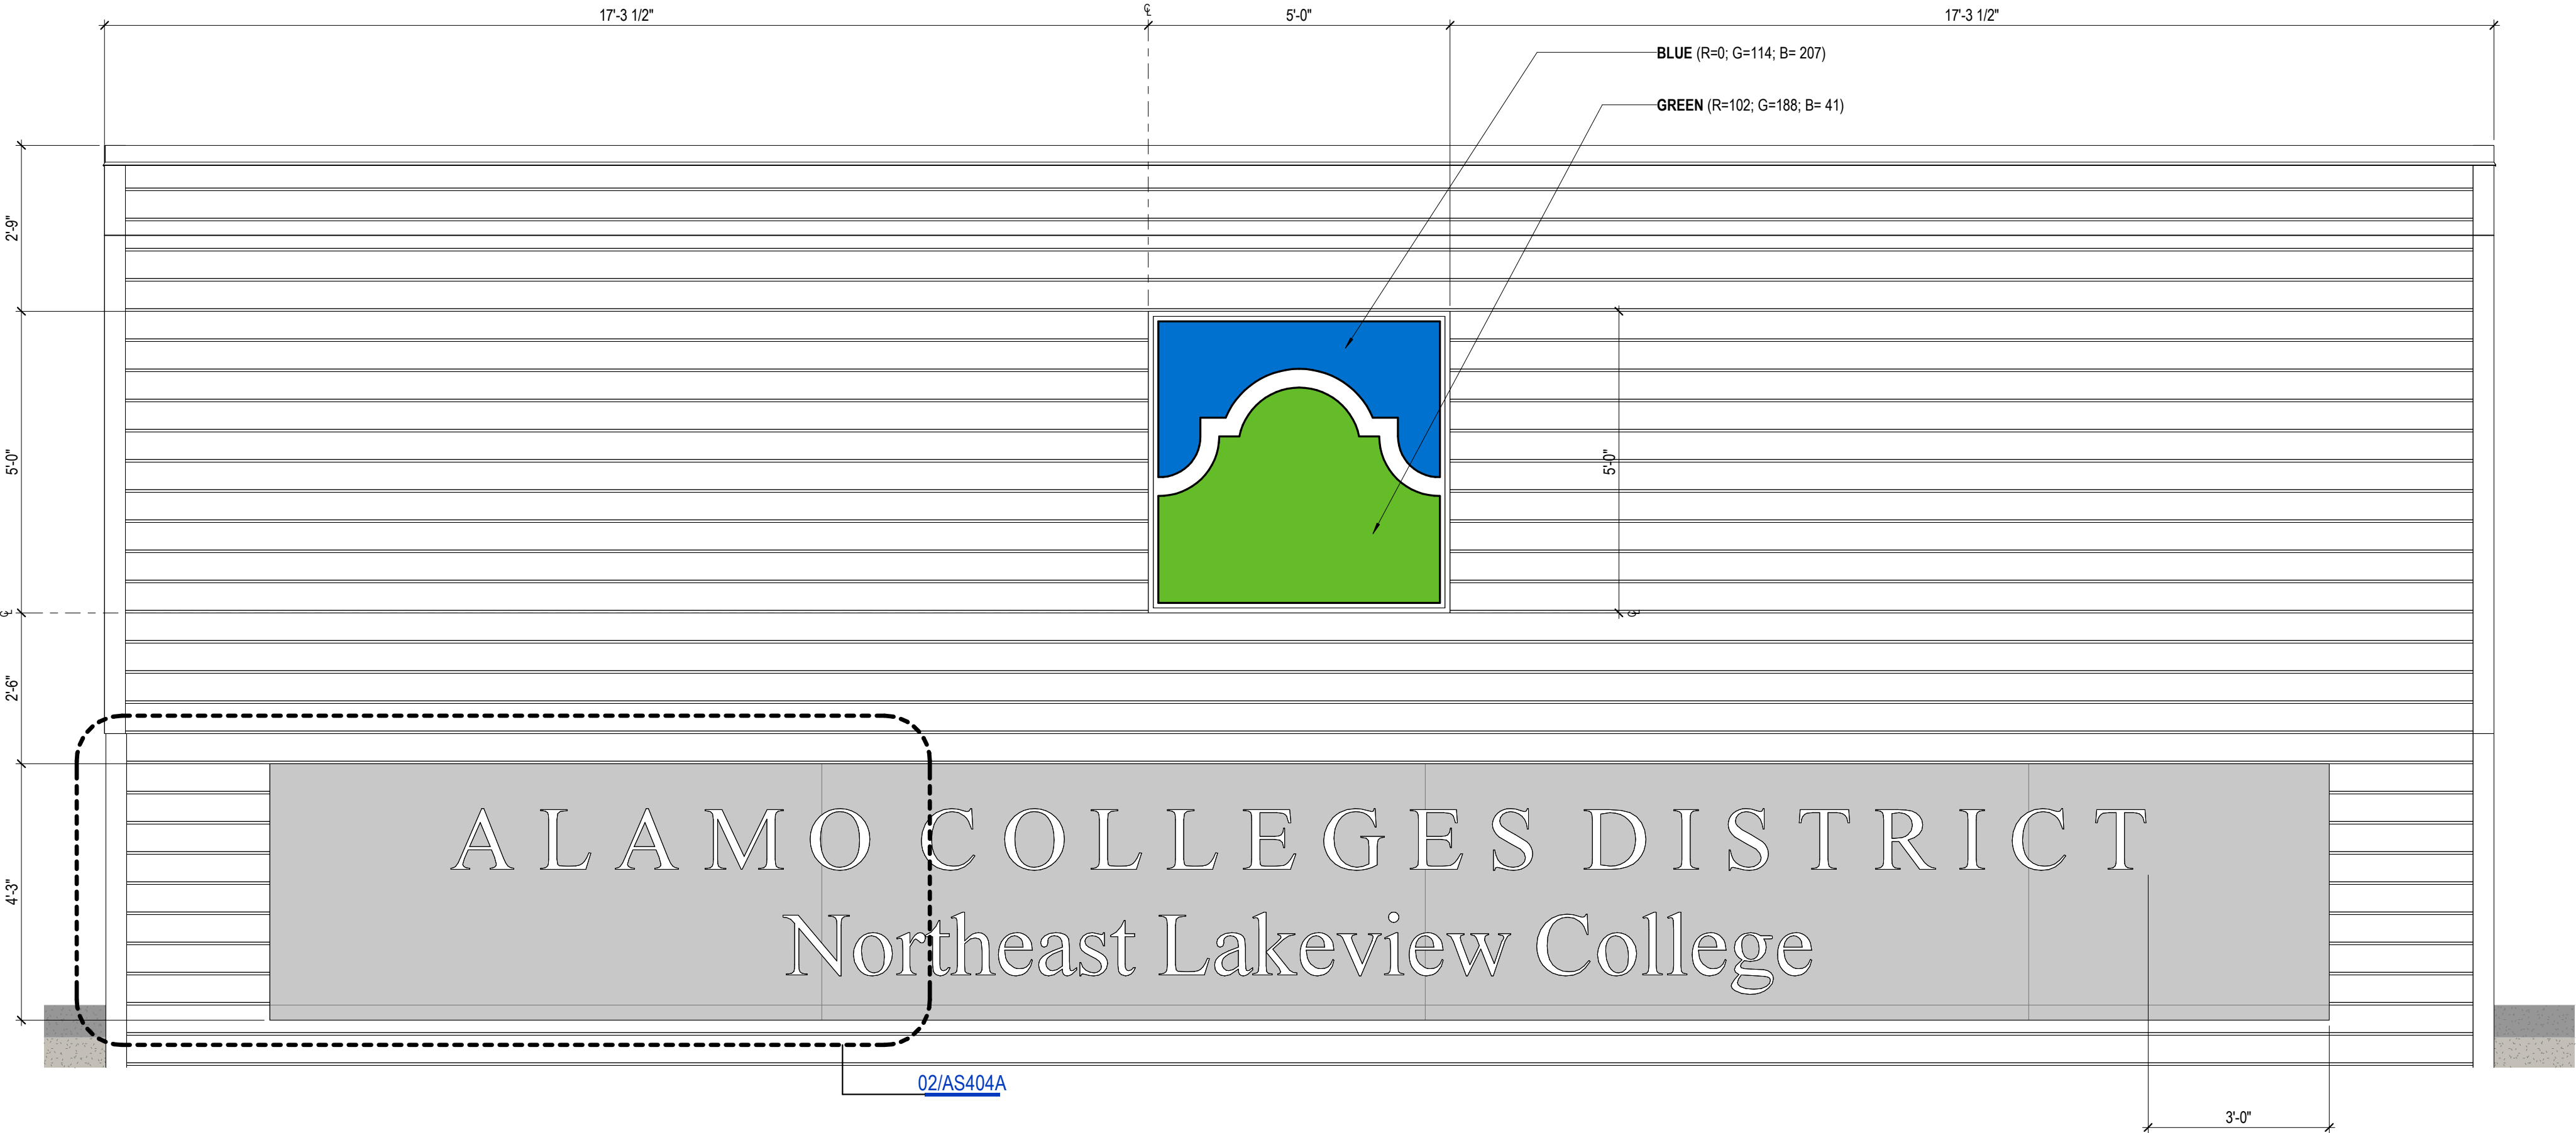 17'-3 1/2"
℄
5'-0"
17'-3 1/2"
BLUE (R=0; G=114; B= 207)
GREEN (R=102; G=188; B= 41)
2'-9"
5'-0"
5'-0"
℄
℄
2'-6"
4'-3"
ALAMO COLLEGES DISTRICT
Northeast Lakeview College
02/AS404A
3'-0"